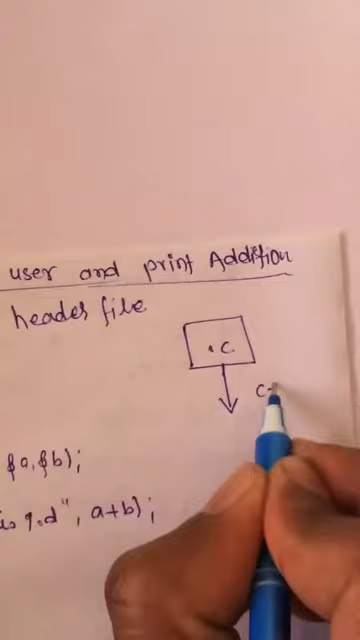 user and print Addition
header file
.c
c-
&a,&b);
is %d", a+b);